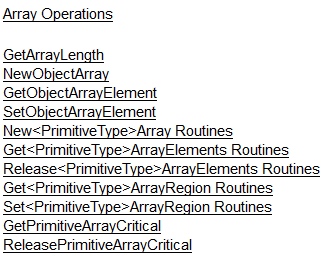 Array Operations
GetArrayLength
NewObjectArray
GetObjectArrayElement
SetObjectArrayElement
New<PrimitiveType>Array Routines
Get<PrimitiveType>ArrayElements Routines
Release<PrimitiveType>ArrayElements Routines
Get<PrimitiveType>ArrayRegion Routines
Set<PrimitiveType>ArrayRegion Routines
GetPrimitiveArrayCritical
ReleasePrimitiveArrayCritical